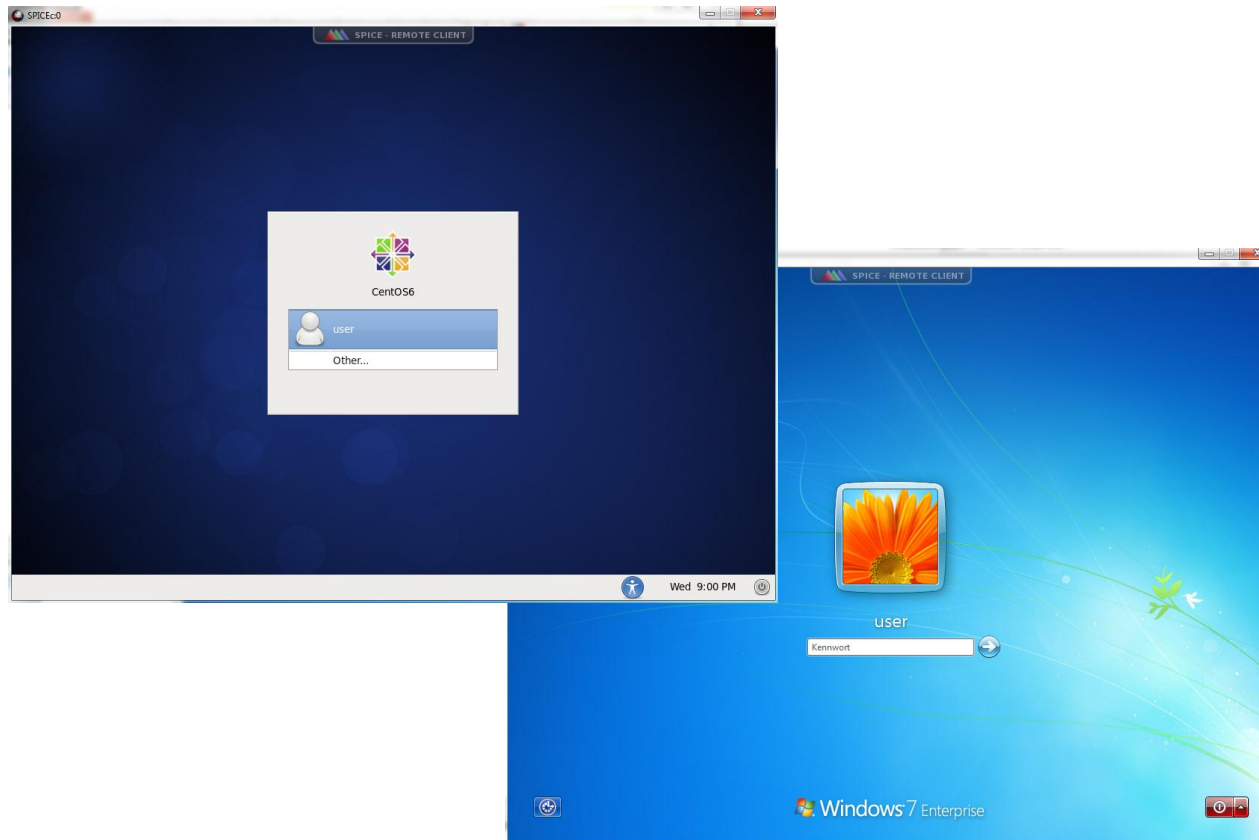 SPICEc:0
SPICE - REMOTE CLIENT
CentOS6
user
Other...
Wed 9:00 PM
SPICE - REMOTE CLIENT
user
Kennwort
Windows 7 Enterprise